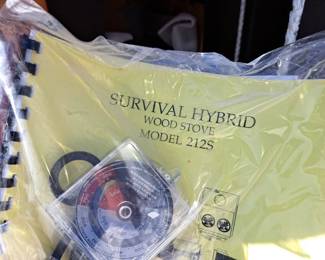 SURVIVAL HYBRID
WOOD STOVE
MODEL 212S